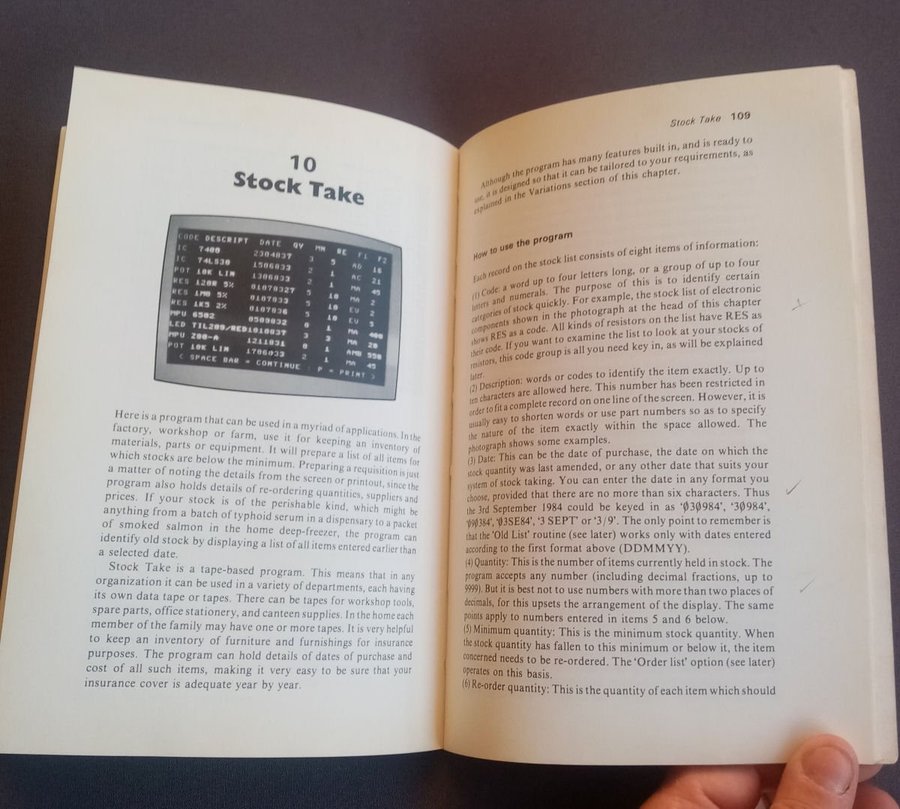 10
Stock Take
CODE DESCRIPT DATE QY MN RE F1 F2
IC 7400 2304837 3 5 AD 16
IC 74LS30 1506833 2 1 AC 21
POT 10K LIN 1306833 2 1 MA 45
RES 120R 5% 5 10 MA 2
RES 1M0 5% 0107833 5 10 EV 2
RES 1K5 2% 5 10 EV 5
MPU 6502 0509832 0 1 MA 400
LED TIL209/RED 1010837 3 3 MA 20
MPU Z80-A 1211831 0 1 AMB 550
POT 10K LIN 1706833 2 1 MA 45
( SPACE BAR = CONTINUE : P = PRINT )
Here is a program that can be used in a myriad of applications. In the
factory, workshop or farm, use it for keeping an inventory of
materials, parts or equipment. It will prepare a list of all items for
which stocks are below the minimum. Preparing a requisition is just
a matter of noting the details from the screen or printout, since the
program also holds details of re-ordering quantities, suppliers and
prices. If your stock is of the perishable kind, which might be
anything from a batch of typhoid serum in a dispensary to a packet
of smoked salmon in the home deep-freezer, the program can
identify old stock by displaying a list of all items entered earlier than
a selected date.
Stock Take is a tape-based program. This means that in any
organization it can be used in a variety of departments, each having
its own data tape or tapes. There can be tapes for workshop tools,
spare parts, office stationery, and canteen supplies. In the home each
member of the family may have one or more tapes. It is very helpful
to keep an inventory of furniture and furnishings for insurance
purposes. The program can hold details of dates of purchase and
cost of all such items, making it very easy to be sure that your
insurance cover is adequate year by year.
Stock Take 109
Although the program has many features built in, and is ready to
use, it is designed so that it can be tailored to your requirements, as
explained in the Variations section of this chapter.
How to use the program
Each record on the stock list consists of eight items of information:
(1) Code: a word up to four letters long, or a group of up to four
letters and numerals. The purpose of this is to identify certain
categories of stock quickly. For example, the stock list of electronic
components shown in the photograph at the head of this chapter
shows RES as a code. All kinds of resistors on the list have RES as
their code. If you want to examine the list to look at your stocks of
resistors, this code group is all you need key in, as will be explained
later.
(2) Description: words or codes to identify the item exactly. Up to
ten characters are allowed here. This number has been restricted in
order to fit a complete record on one line of the screen. However, it is
usually easy to shorten words or use part numbers so as to specify
the nature of the item exactly within the space allowed. The
photograph shows some examples.
(3) Date: This can be the date of purchase, the date on which the
stock quantity was last amended, or any other date that suits your
system of stock taking. You can enter the date in any format you
choose, provided that there are no more than six characters. Thus
the 3rd September 1984 could be keyed in as '030984', '30984',
'03SE84', '3 SEPT' or '3/9'. The only point to remember is
that the 'Old List' routine (see later) works only with dates entered
according to the first format above (DDMMYY).
(4) Quantity: This is the number of items currently held in stock. The
program accepts any number (including decimal fractions, up to
9999). But it is best not to use numbers with more than two places of
decimals, for this upsets the arrangement of the display. The same
points apply to numbers entered in items 5 and 6 below.
(5) Minimum quantity: This is the minimum stock quantity. When
the stock quantity has fallen to this minimum or below it, the item
concerned needs to be re-ordered. The 'Order list' option (see later)
operates on this basis.
(6) Re-order quantity: This is the quantity of each item which should